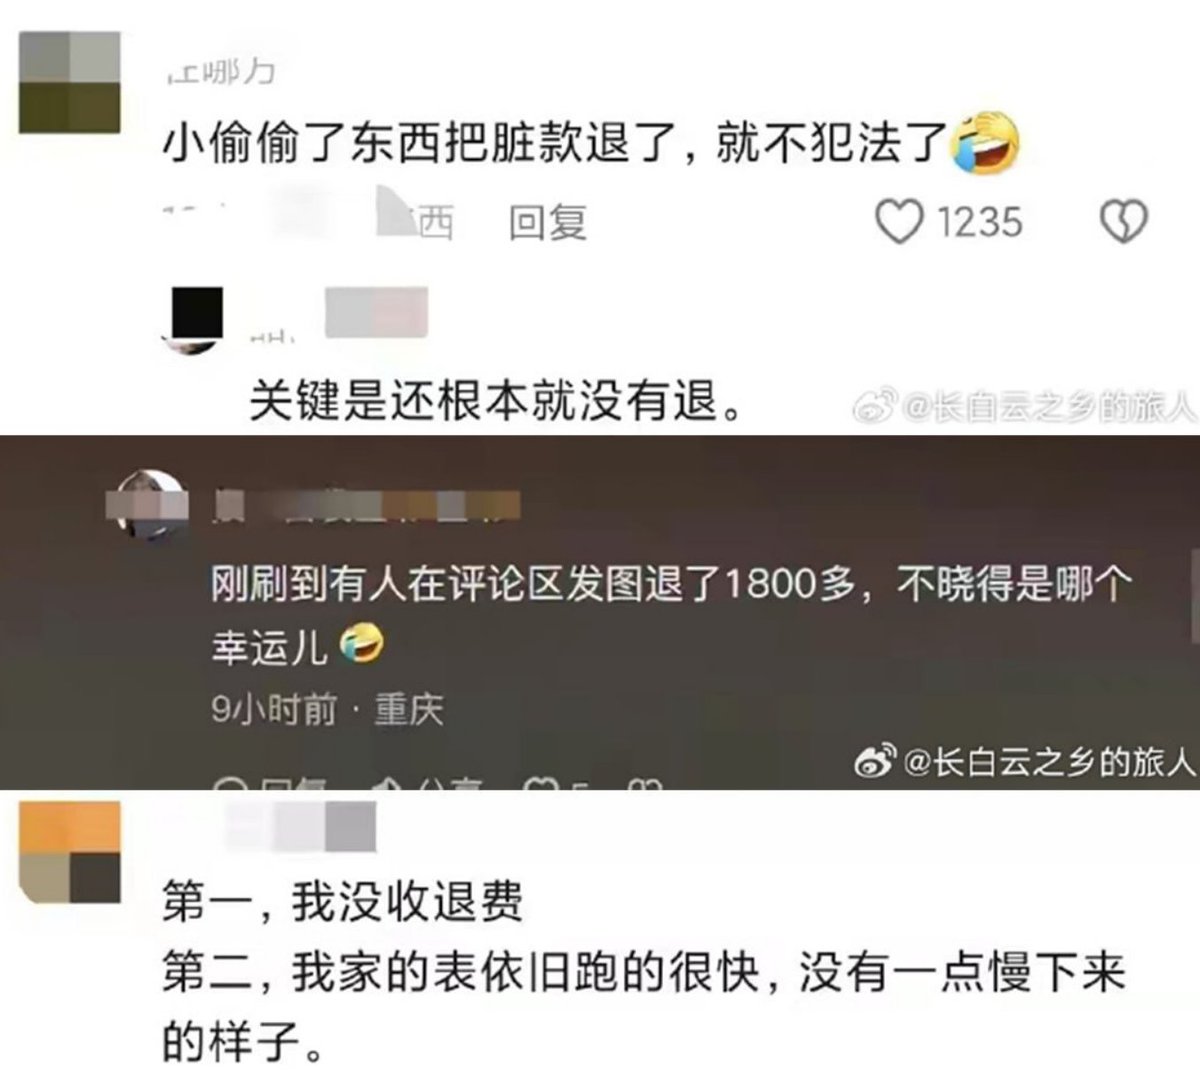 小偷偷了东西把脏款退了，就不犯法了🤣
西 回复 1235
关键是还根本就没有退。
@长白云之乡的旅人
刚刷到有人在评论区发图退了1800多，不晓得是哪个
幸运儿😂
9小时前·重庆
@长白云之乡的旅人
第一，我没收退费
第二，我家的表依旧跑的很快，没有一点慢下来
的样子。